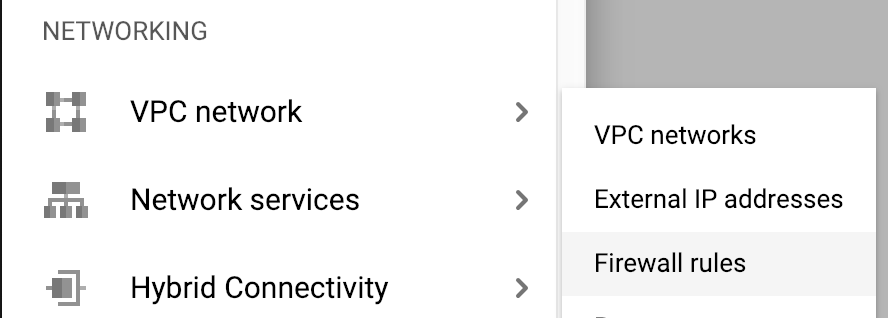 NETWORKING
VPC network
Network services
Hybrid Connectivity
VPC networks
External IP addresses
Firewall rules